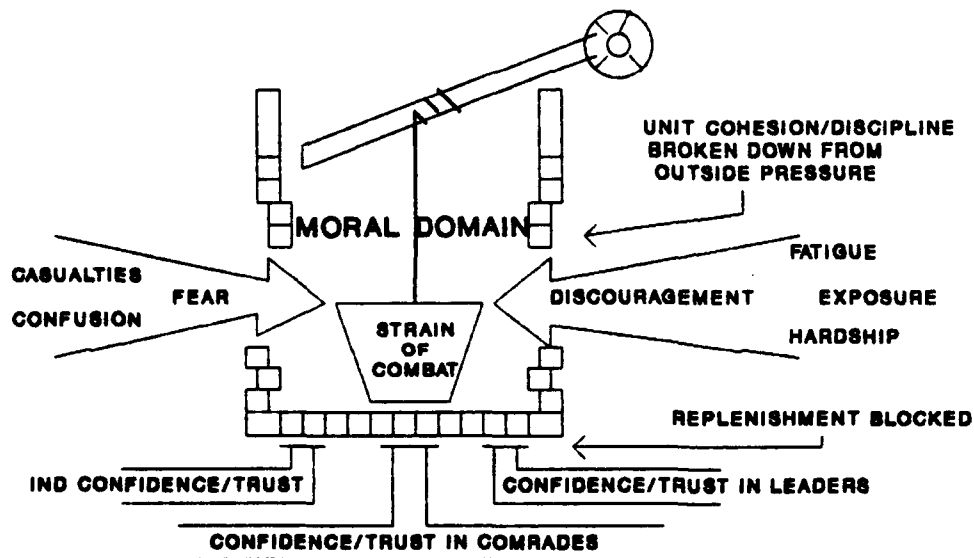 UNIT COHESION/DISCIPLINE
BROKEN DOWN FROM
OUTSIDE PRESSURE
MORAL DOMAIN
CASUALTIES
FEAR
CONFUSION
FATIGUE
DISCOURAGEMENT
EXPOSURE
HARDSHIP
STRAIN
OF
COMBAT
REPLENISHMENT BLOCKED
IND CONFIDENCE/TRUST
CONFIDENCE/TRUST IN LEADERS
CONFIDENCE/TRUST IN COMRADES